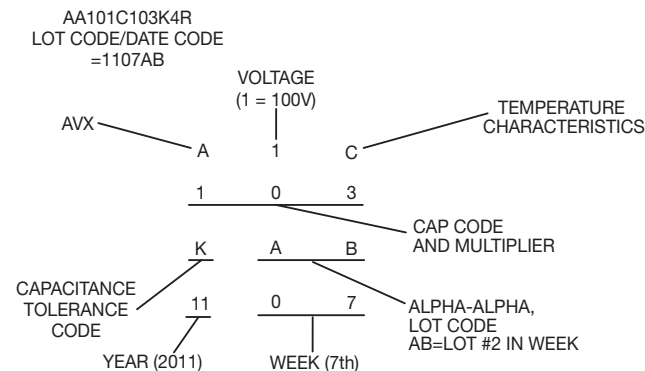 AA101C103K4R
LOT CODE/DATE CODE
=1107AB
VOLTAGE
(1 = 100V)
TEMPERATURE
CHARACTERISTICS
AVX
A 1 C
1 0 3
CAP CODE
AND MULTIPLIER
K A B
CAPACITANCE
TOLERANCE
CODE
11 0 7
ALPHA-ALPHA,
LOT CODE
AB=LOT #2 IN WEEK
YEAR (2011)
WEEK (7th)